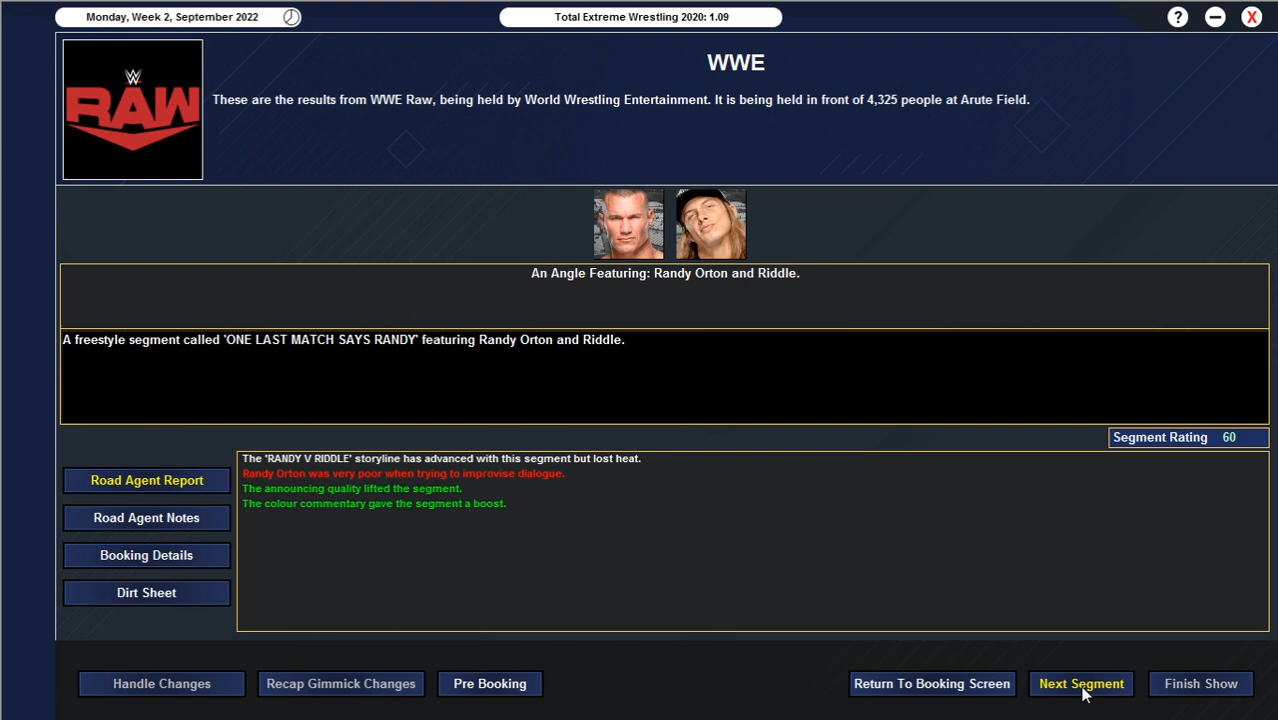 Monday, Week 2, September 2022
Total Extreme Wrestling 2020: 1.09
?
X
W
RAW
WWE
These are the results from WWE Raw, being held by World Wrestling Entertainment. It is being held in front of 4,325 people at Arute Field.
An Angle Featuring: Randy Orton and Riddle.
A freestyle segment called 'ONE LAST MATCH SAYS RANDY' featuring Randy Orton and Riddle.
Segment Rating 60
The 'RANDY V RIDDLE' storyline has advanced with this segment but lost heat.
Randy Orton was very poor when trying to improvise dialogue.
The announcing quality lifted the segment.
The colour commentary gave the segment a boost.
Road Agent Report
Road Agent Notes
Booking Details
Dirt Sheet
Handle Changes
Recap Gimmick Changes
Pre Booking
Return To Booking Screen
Next Segment
Finish Show